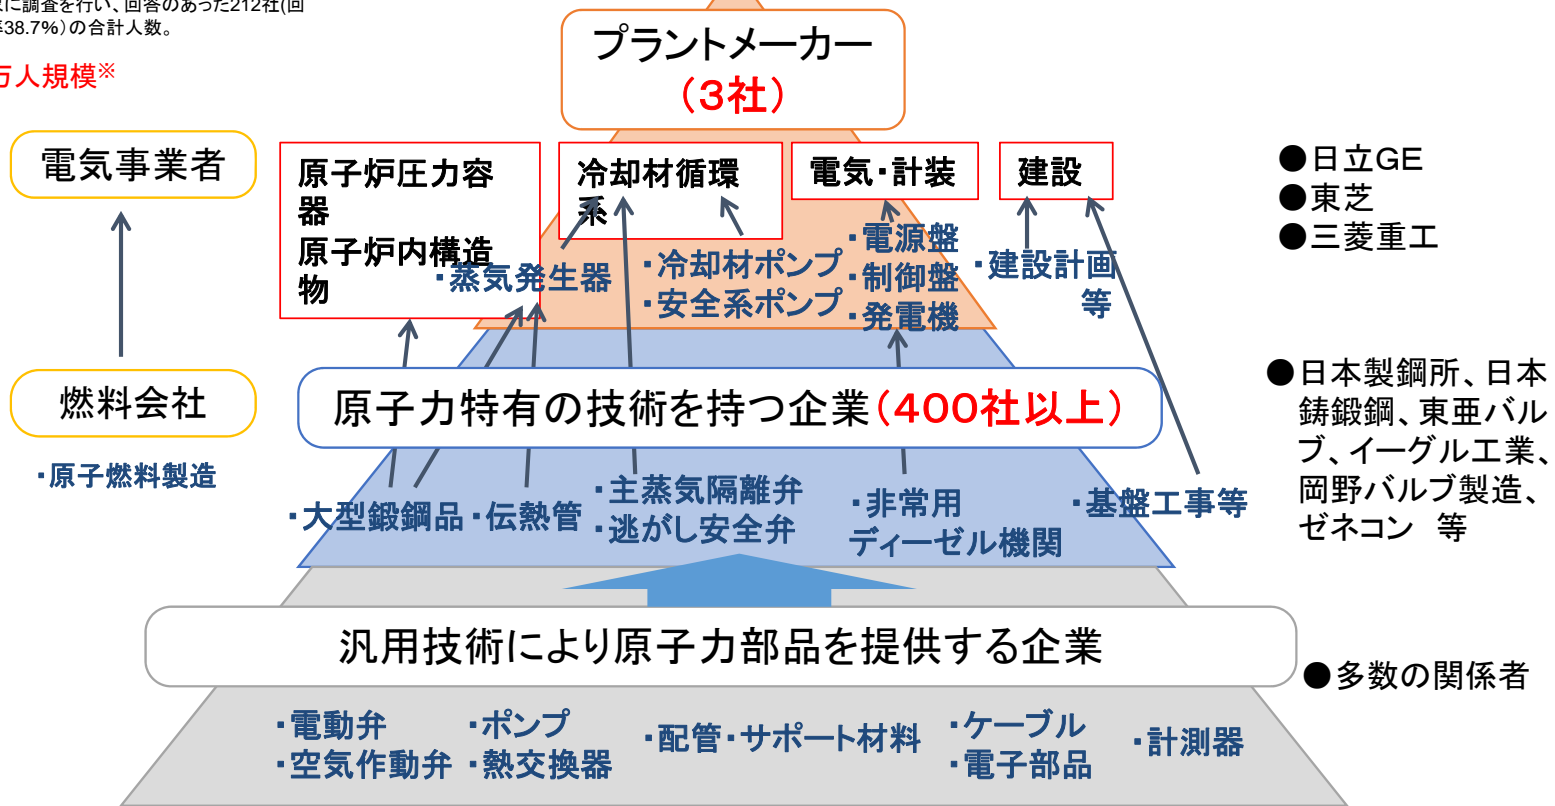 に調査を行い、回答のあった212社(回
率38.7%)の合計人数。
万人規模※
プラントメーカー
(3社)
電気事業者
原子炉圧力容
器
原子炉内構造
物
冷却材循環
系
電気・計装
建設
●日立GE
●東芝
●三菱重工
・蒸気発生器
・冷却材ポンプ
・安全系ポンプ
・電源盤
・制御盤
・発電機
・建設計画
等
燃料会社
・原子燃料製造
原子力特有の技術を持つ企業(400社以上)
●日本製鋼所、日本
鋳鍛鋼、東亜バル
ブ、イーグル工業、
岡野バルブ製造、
ゼネコン 等
・大型鍛鋼品
・伝熱管
・主蒸気隔離弁
・逃がし安全弁
・非常用
ディーゼル機関
・基盤工事等
汎用技術により原子力部品を提供する企業
●多数の関係者
・電動弁
・空気作動弁
・ポンプ
・熱交換器
・配管・サポート材料
・ケーブル
・電子部品
・計測器